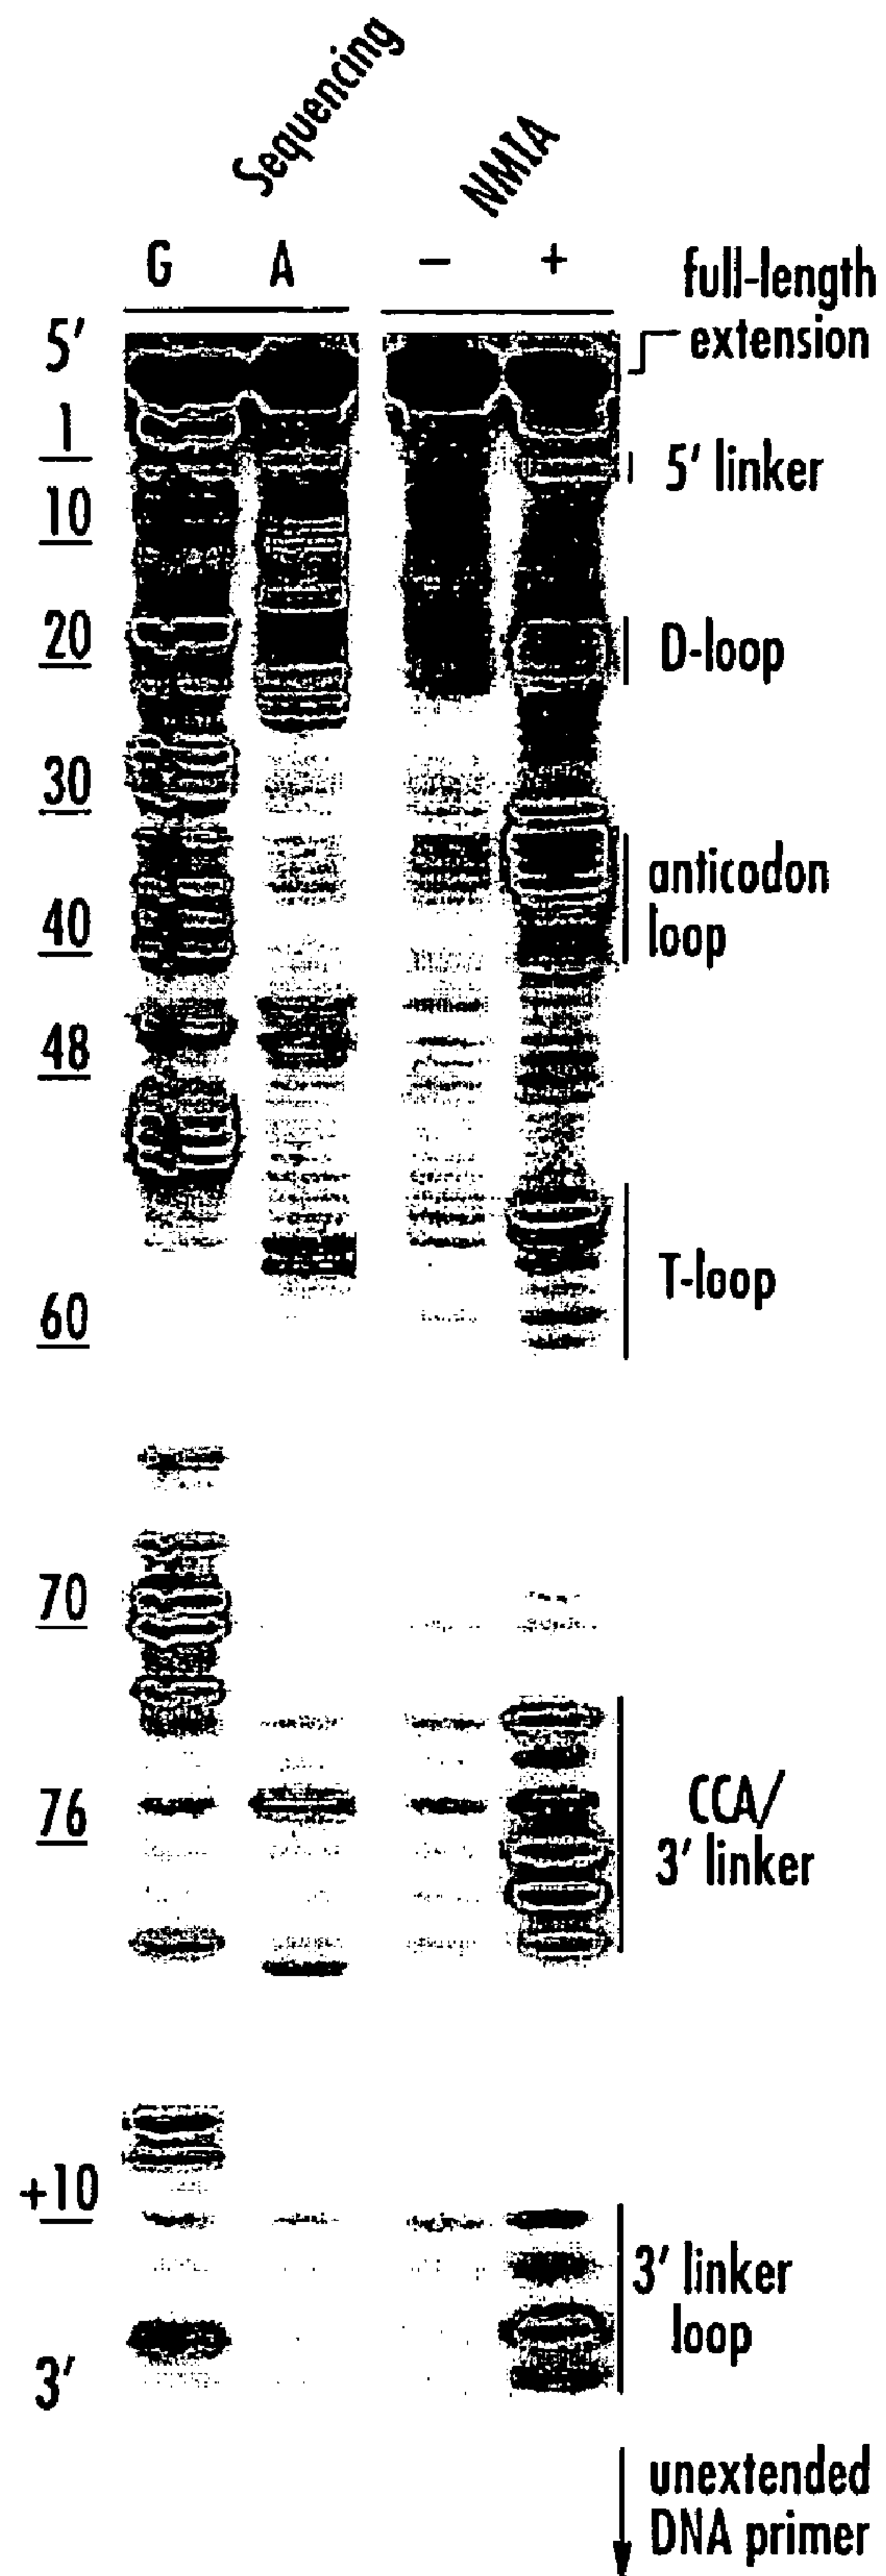 Sequencing
NMIA
G A − +
full-length
extension
5′
1
5′ linker
10
20
D-loop
30
anticodon
loop
40
48
T-loop
60
70
CCA/
76
3′ linker
+10
3′ linker
loop
3′
unextended
DNA primer